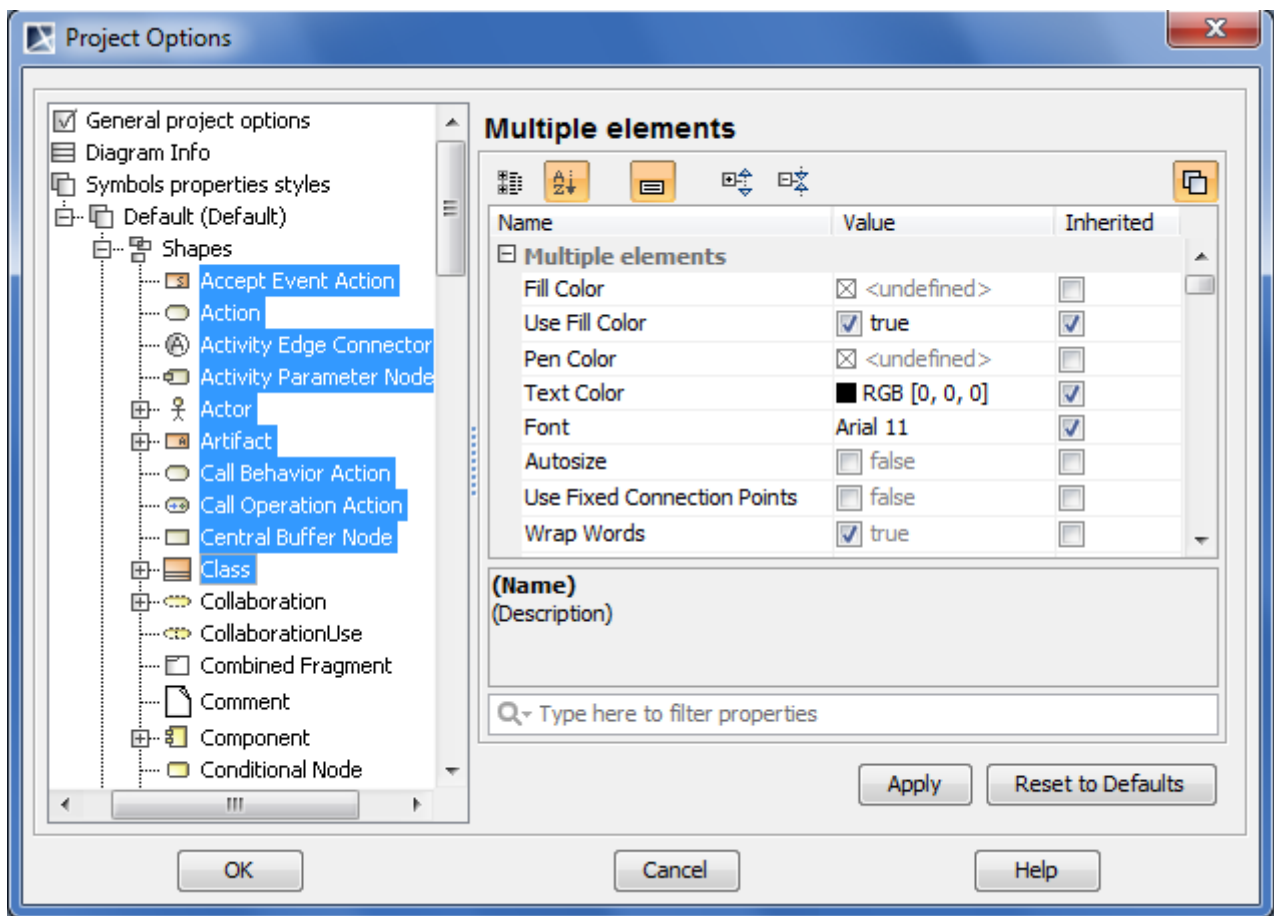 Project Options
General project options
Diagram Info
Symbols properties styles
Default (Default)
Shapes
Accept Event Action
Action
Activity Edge Connector
Activity Parameter Node
Actor
Artifact
Call Behavior Action
Call Operation Action
Central Buffer Node
Class
Collaboration
CollaborationUse
Combined Fragment
Comment
Component
Conditional Node
Multiple elements
Name Value Inherited
Multiple elements
Fill Color <undefined>
Use Fill Color true
Pen Color <undefined>
Text Color RGB [0, 0, 0]
Font Arial 11
Autosize false
Use Fixed Connection Points false
Wrap Words true
(Name)
(Description)
Type here to filter properties
Apply Reset to Defaults
OK Cancel Help